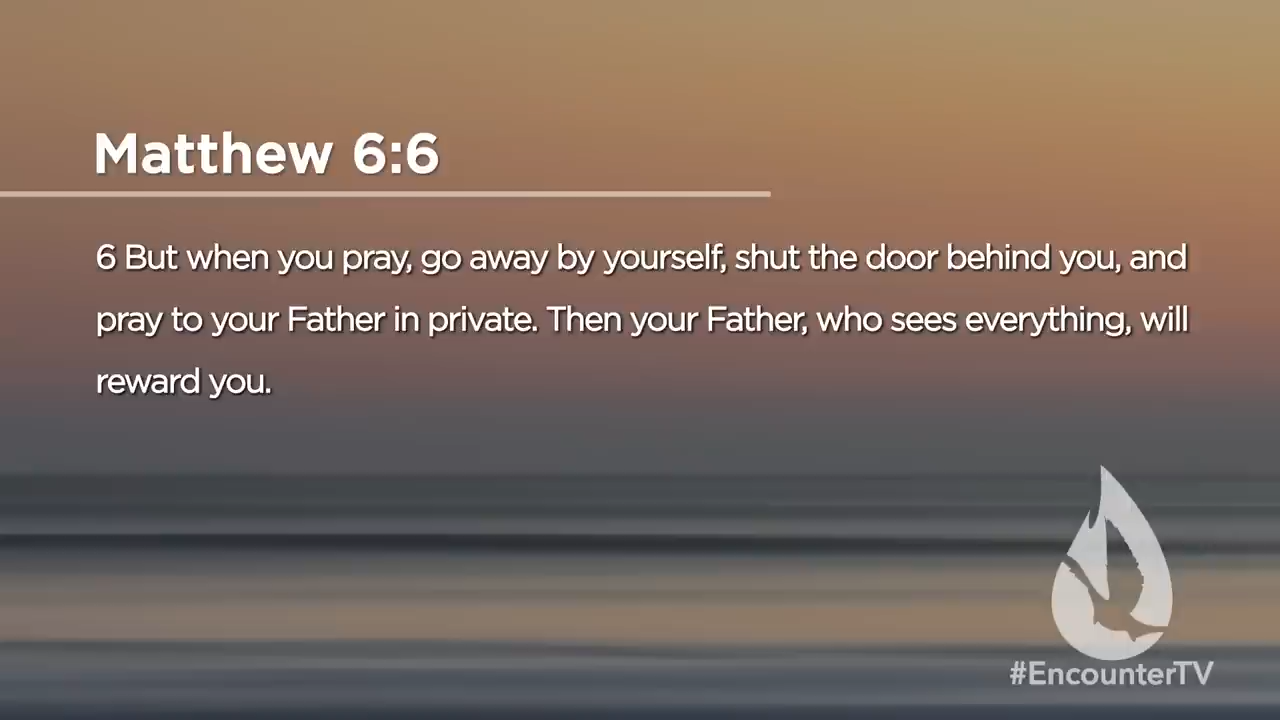 Matthew 6:6
6 But when you pray, go away by yourself, shut the door behind you, and
pray to your Father in private. Then your Father, who sees everything, will
reward you.
#EncounterTV